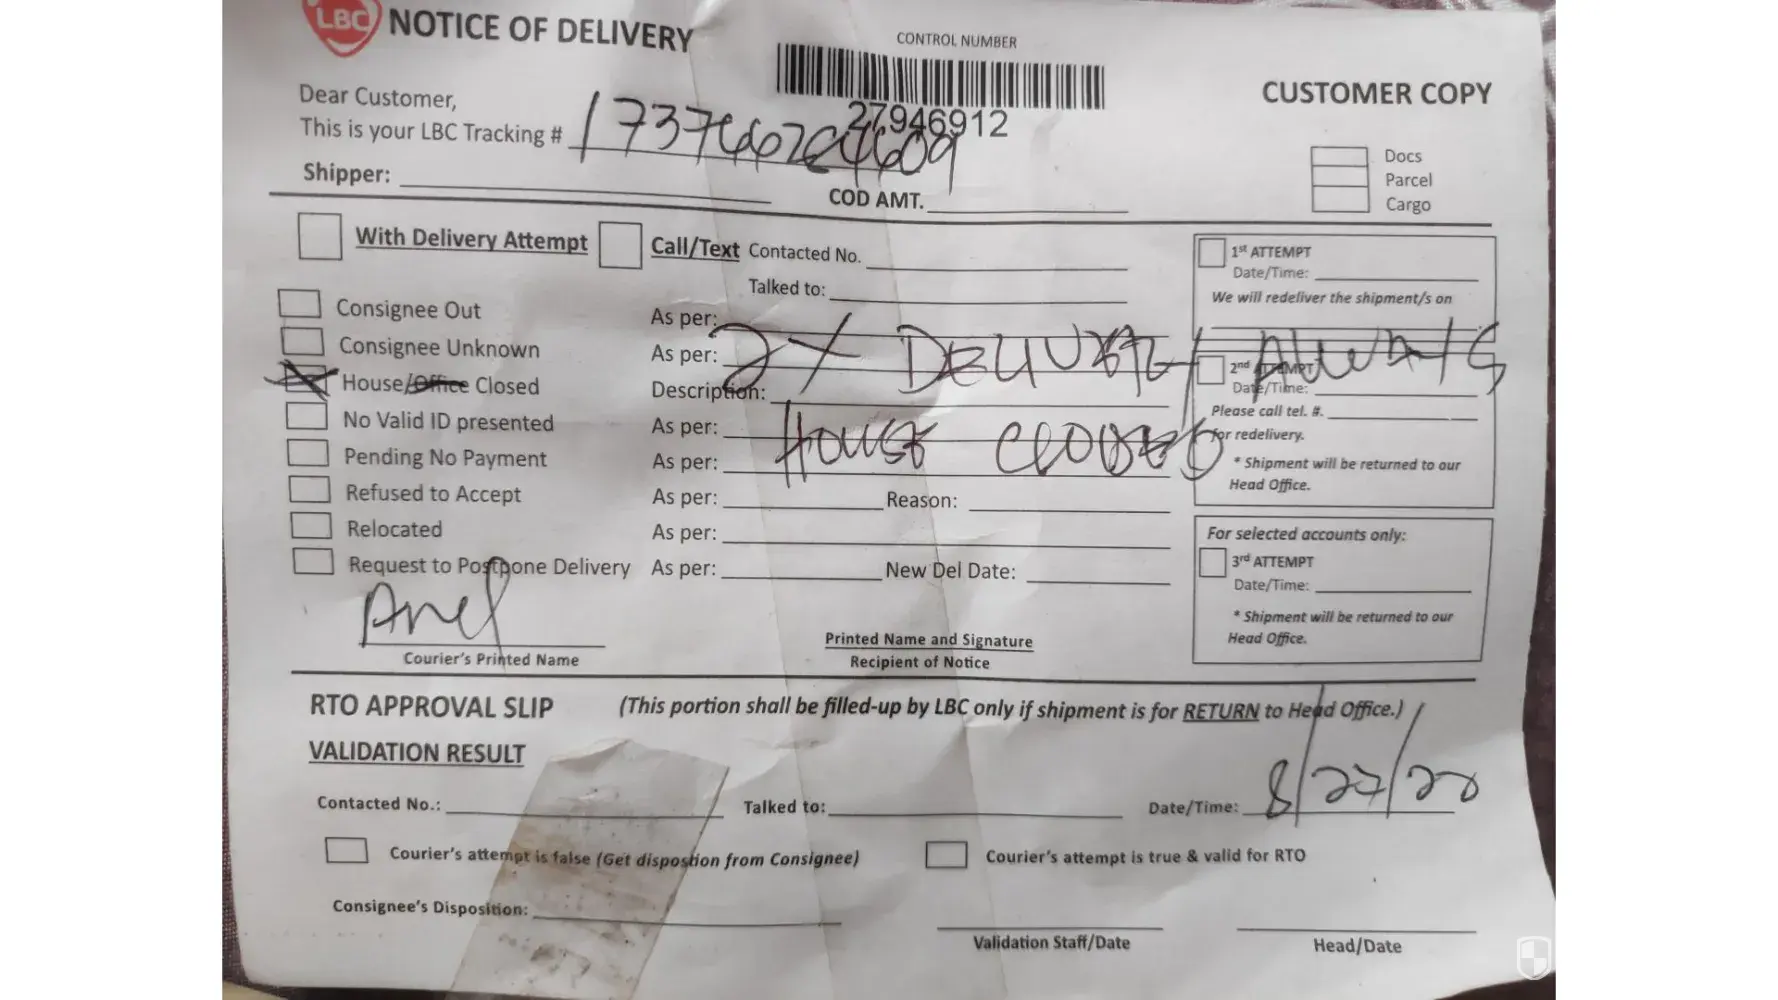 LBC NOTICE OF DELIVERY
CONTROL NUMBER
27946912
CUSTOMER COPY
Dear Customer,
This is your LBC Tracking #
Shipper:
COD AMT.
Docs
Parcel
Cargo
With Delivery Attempt
Call/Text Contacted No.
Talked to:
1st ATTEMPT
Date/Time:
We will redeliver the shipment/s on
Consignee Out As per:
Consignee Unknown As per: 2X DELIVERY ALWAYS
House/Office Closed Description:
2nd ATTEMPT
Date/Time:
Please call tel. #.
for redelivery.
* Shipment will be returned to our
Head Office.
No Valid ID presented As per: HOUSE CLOSED
Pending No Payment As per:
Refused to Accept As per: Reason:
Relocated As per:
Request to Postpone Delivery As per: New Del Date:
For selected accounts only:
3rd ATTEMPT
Date/Time:
* Shipment will be returned to our
Head Office.
Courier's Printed Name
Printed Name and Signature
Recipient of Notice
RTO APPROVAL SLIP (This portion shall be filled-up by LBC only if shipment is for RETURN to Head Office.)
VALIDATION RESULT
Contacted No.: Talked to: Date/Time: 8/27/20
Courier's attempt is false (Get dispostion from Consignee)
Courier's attempt is true & valid for RTO
Consignee's Disposition:
Validation Staff/Date
Head/Date